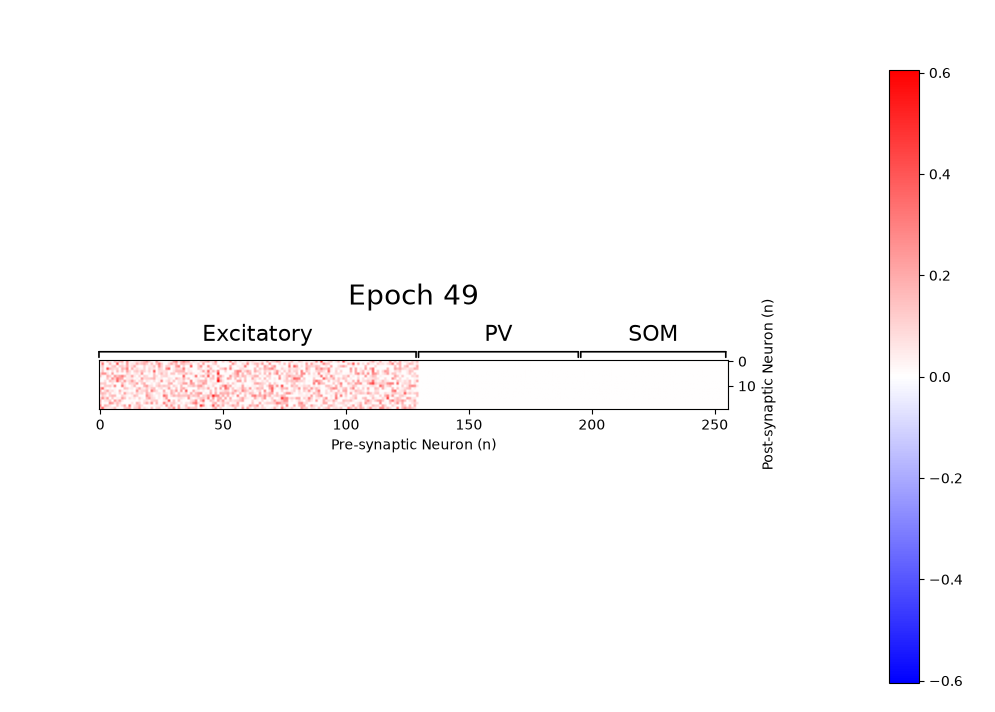 Epoch 49
Excitatory PV SOM
0
10
Post-synaptic Neuron (n)
0 50 100 150 200 250
Pre-synaptic Neuron (n)
0.6
0.4
0.2
0.0
−0.2
−0.4
−0.6